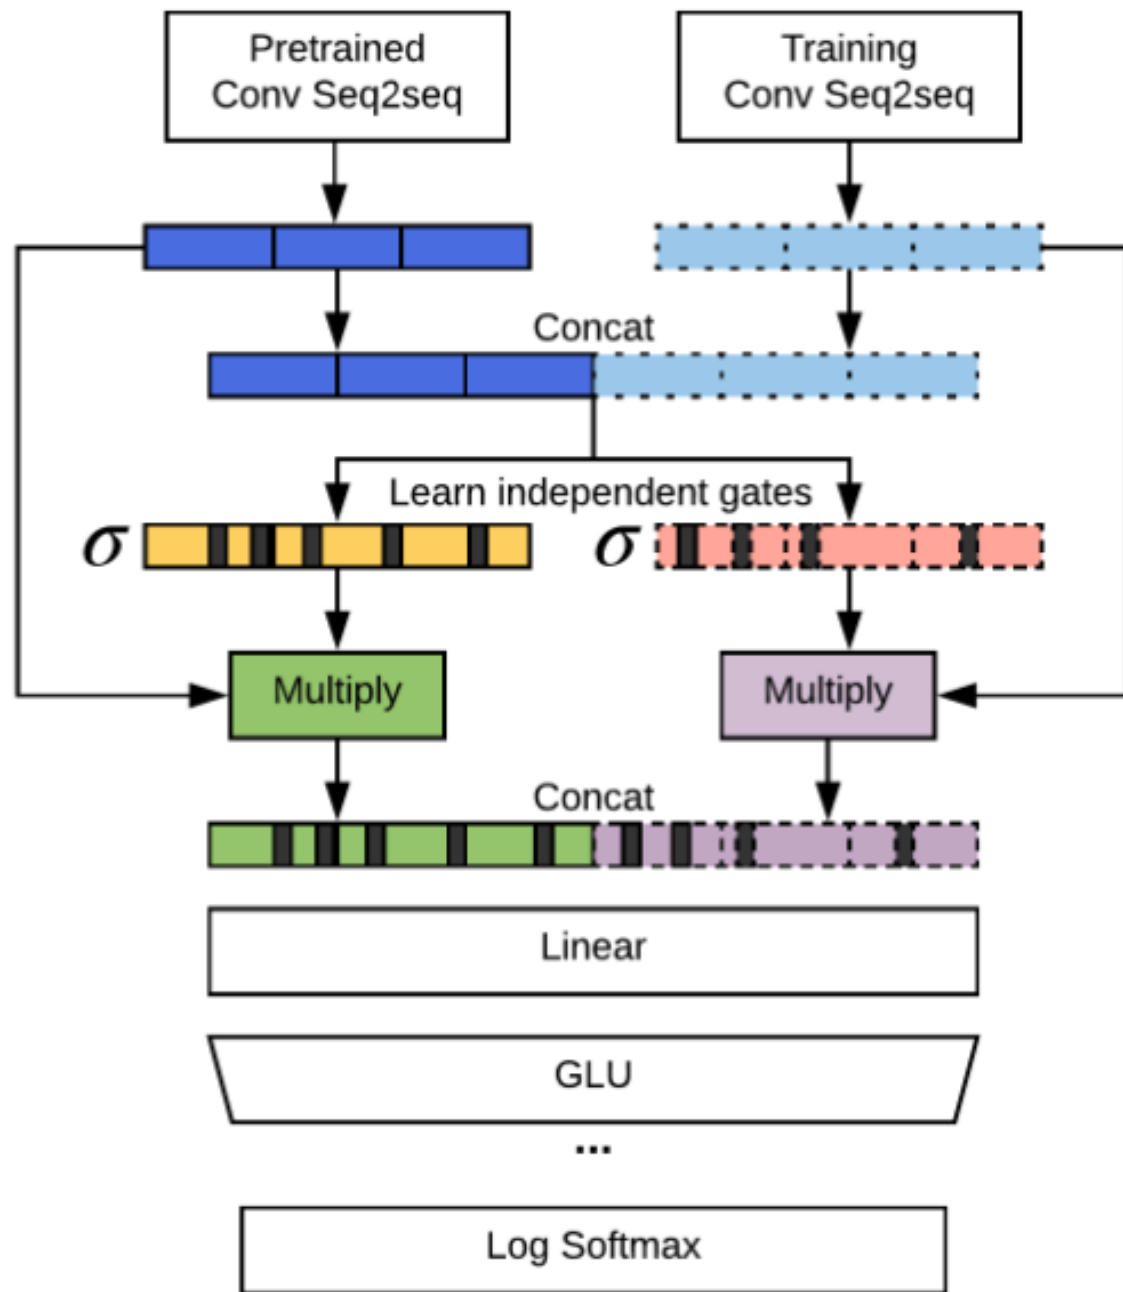 Pretrained
Conv Seq2seq
Training
Conv Seq2seq
Concat
Learn independent gates
σ
σ
Multiply
Multiply
Concat
Linear
GLU
...
Log Softmax